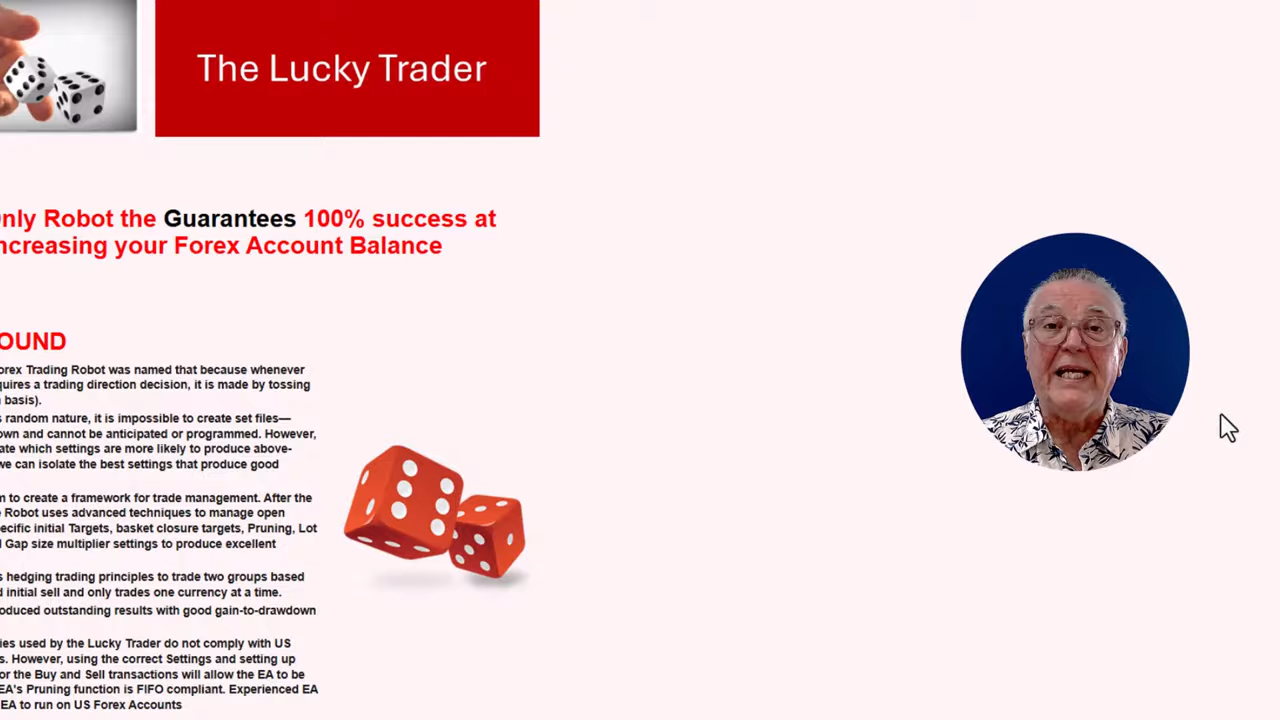 The Lucky Trader
Only Robot the Guarantees 100% success at
ncreasing your Forex Account Balance
OUND
orex Trading Robot was named that because whenever
quires a trading direction decision, it is made by tossing
basis).
s random nature, it is impossible to create set files—
own and cannot be anticipated or programmed. However,
ate which settings are more likely to produce above-
we can isolate the best settings that produce good
m to create a framework for trade management. After the
e Robot uses advanced techniques to manage open
ecific initial Targets, basket closure targets, Pruning, Lot
d Gap size multiplier settings to produce excellent
s hedging trading principles to trade two groups based
d initial sell and only trades one currency at a time.
oduced outstanding results with good gain-to-drawdown
ies used by the Lucky Trader do not comply with US
s. However, using the correct Settings and setting up
or the Buy and Sell transactions will allow the EA to be
EA's Pruning function is FIFO compliant. Experienced EA
EA to run on US Forex Accounts